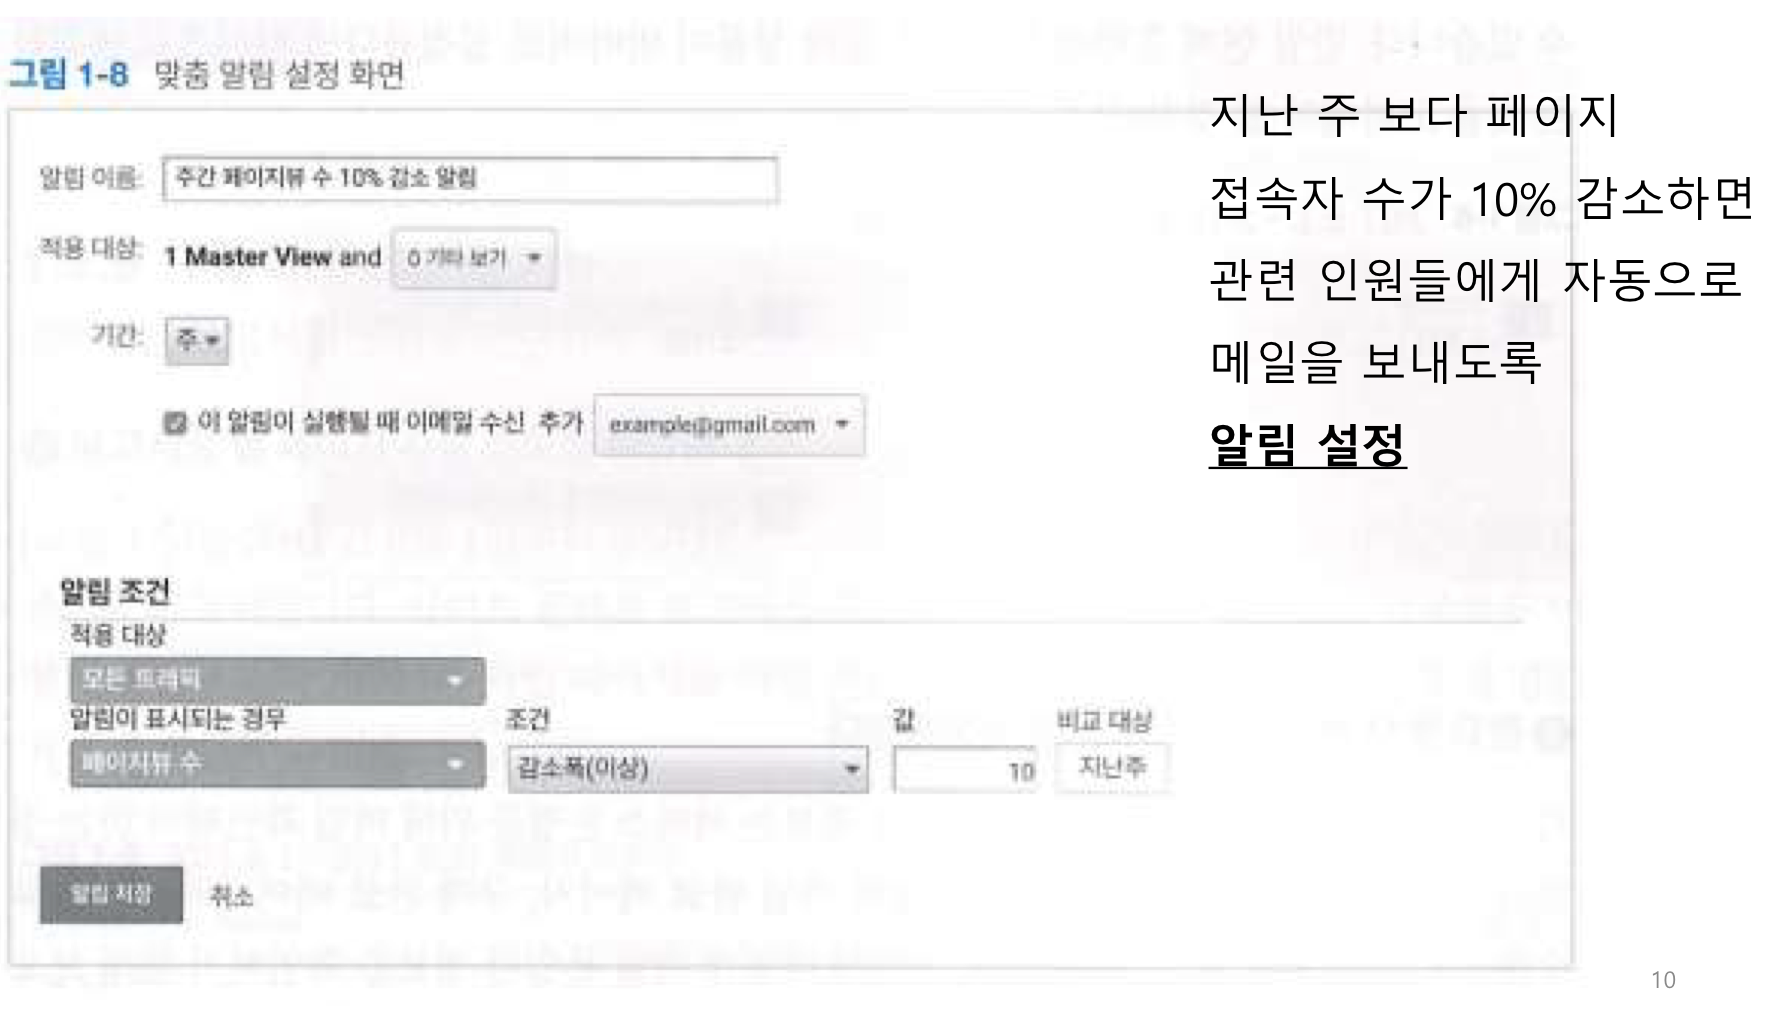 그림 1-8 맞춤 알림 설정 화면
알림 이름: 주간 페이지뷰 수 10% 감소 알림
적용 대상: 1 Master View and 0 기타 보기
기간: 주
이 알림이 실행될 때 이메일 수신 추가 example@gmail.com
알림 조건
적용 대상
모든 트래픽
알림이 표시되는 경우 조건 값 비교 대상
페이지뷰 수 감소폭(이상) 10 지난주
알림 저장 취소
지난 주 보다 페이지
접속자 수가 10% 감소하면
관련 인원들에게 자동으로
메일을 보내도록
알림 설정
10